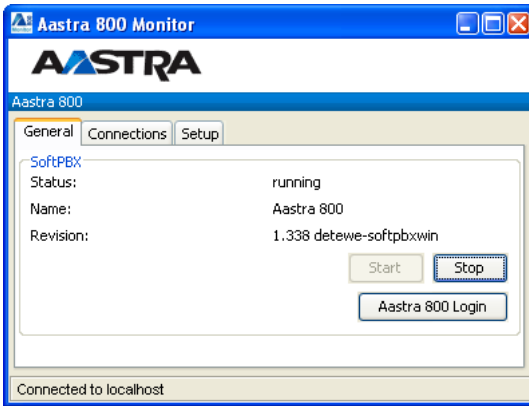 Aastra 800 Monitor
AASTRA
Aastra 800
General Connections Setup
SoftPBX
Status: running
Name: Aastra 800
Revision: 1.338 detewe-softpbxwin
Start Stop
Aastra 800 Login
Connected to localhost